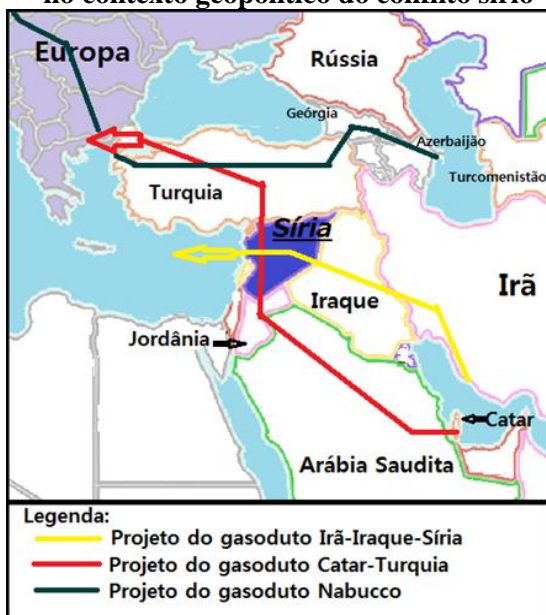 no contexto geopolítico do conflito sírio
Europa
Rússia
Geórgia
Azerbaijão
Turcomenistão
Turquia
Síria
Iraque
Irã
Jordânia
Catar
Arábia Saudita
Legenda:
Projeto do gasoduto Irã-Iraque-Síria
Projeto do gasoduto Catar-Turquia
Projeto do gasoduto Nabucco